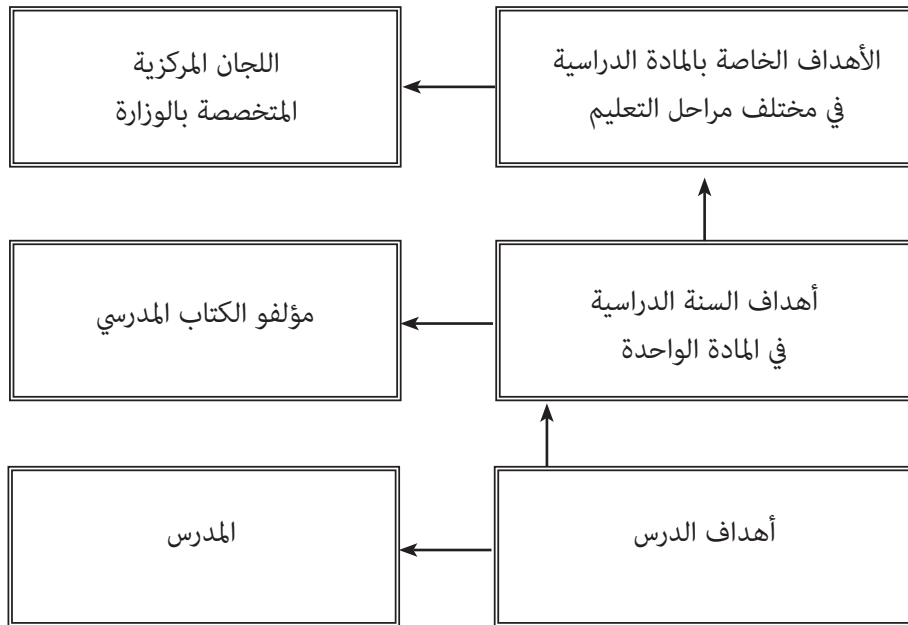 الأهداف الخاصة بالمادة الدراسية
في مختلف مراحل التعليم
اللجان المركزية
المتخصصة بالوزارة
أهداف السنة الدراسية
في المادة الواحدة
مؤلفو الكتاب المدرسي
أهداف الدرس
المدرس